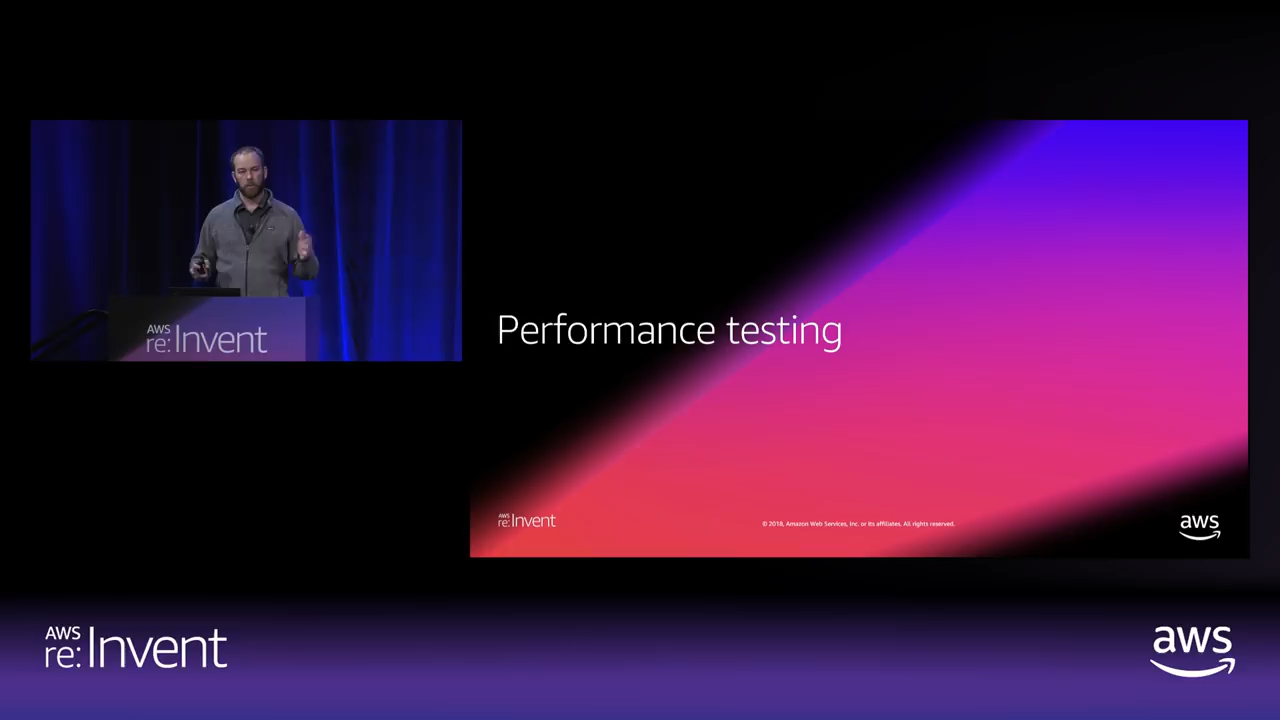 AWS
re:Invent
Performance testing
AWS
re:Invent
© 2018, Amazon Web Services, Inc. or its affiliates. All rights reserved.
aws
AWS
re:Invent
aws